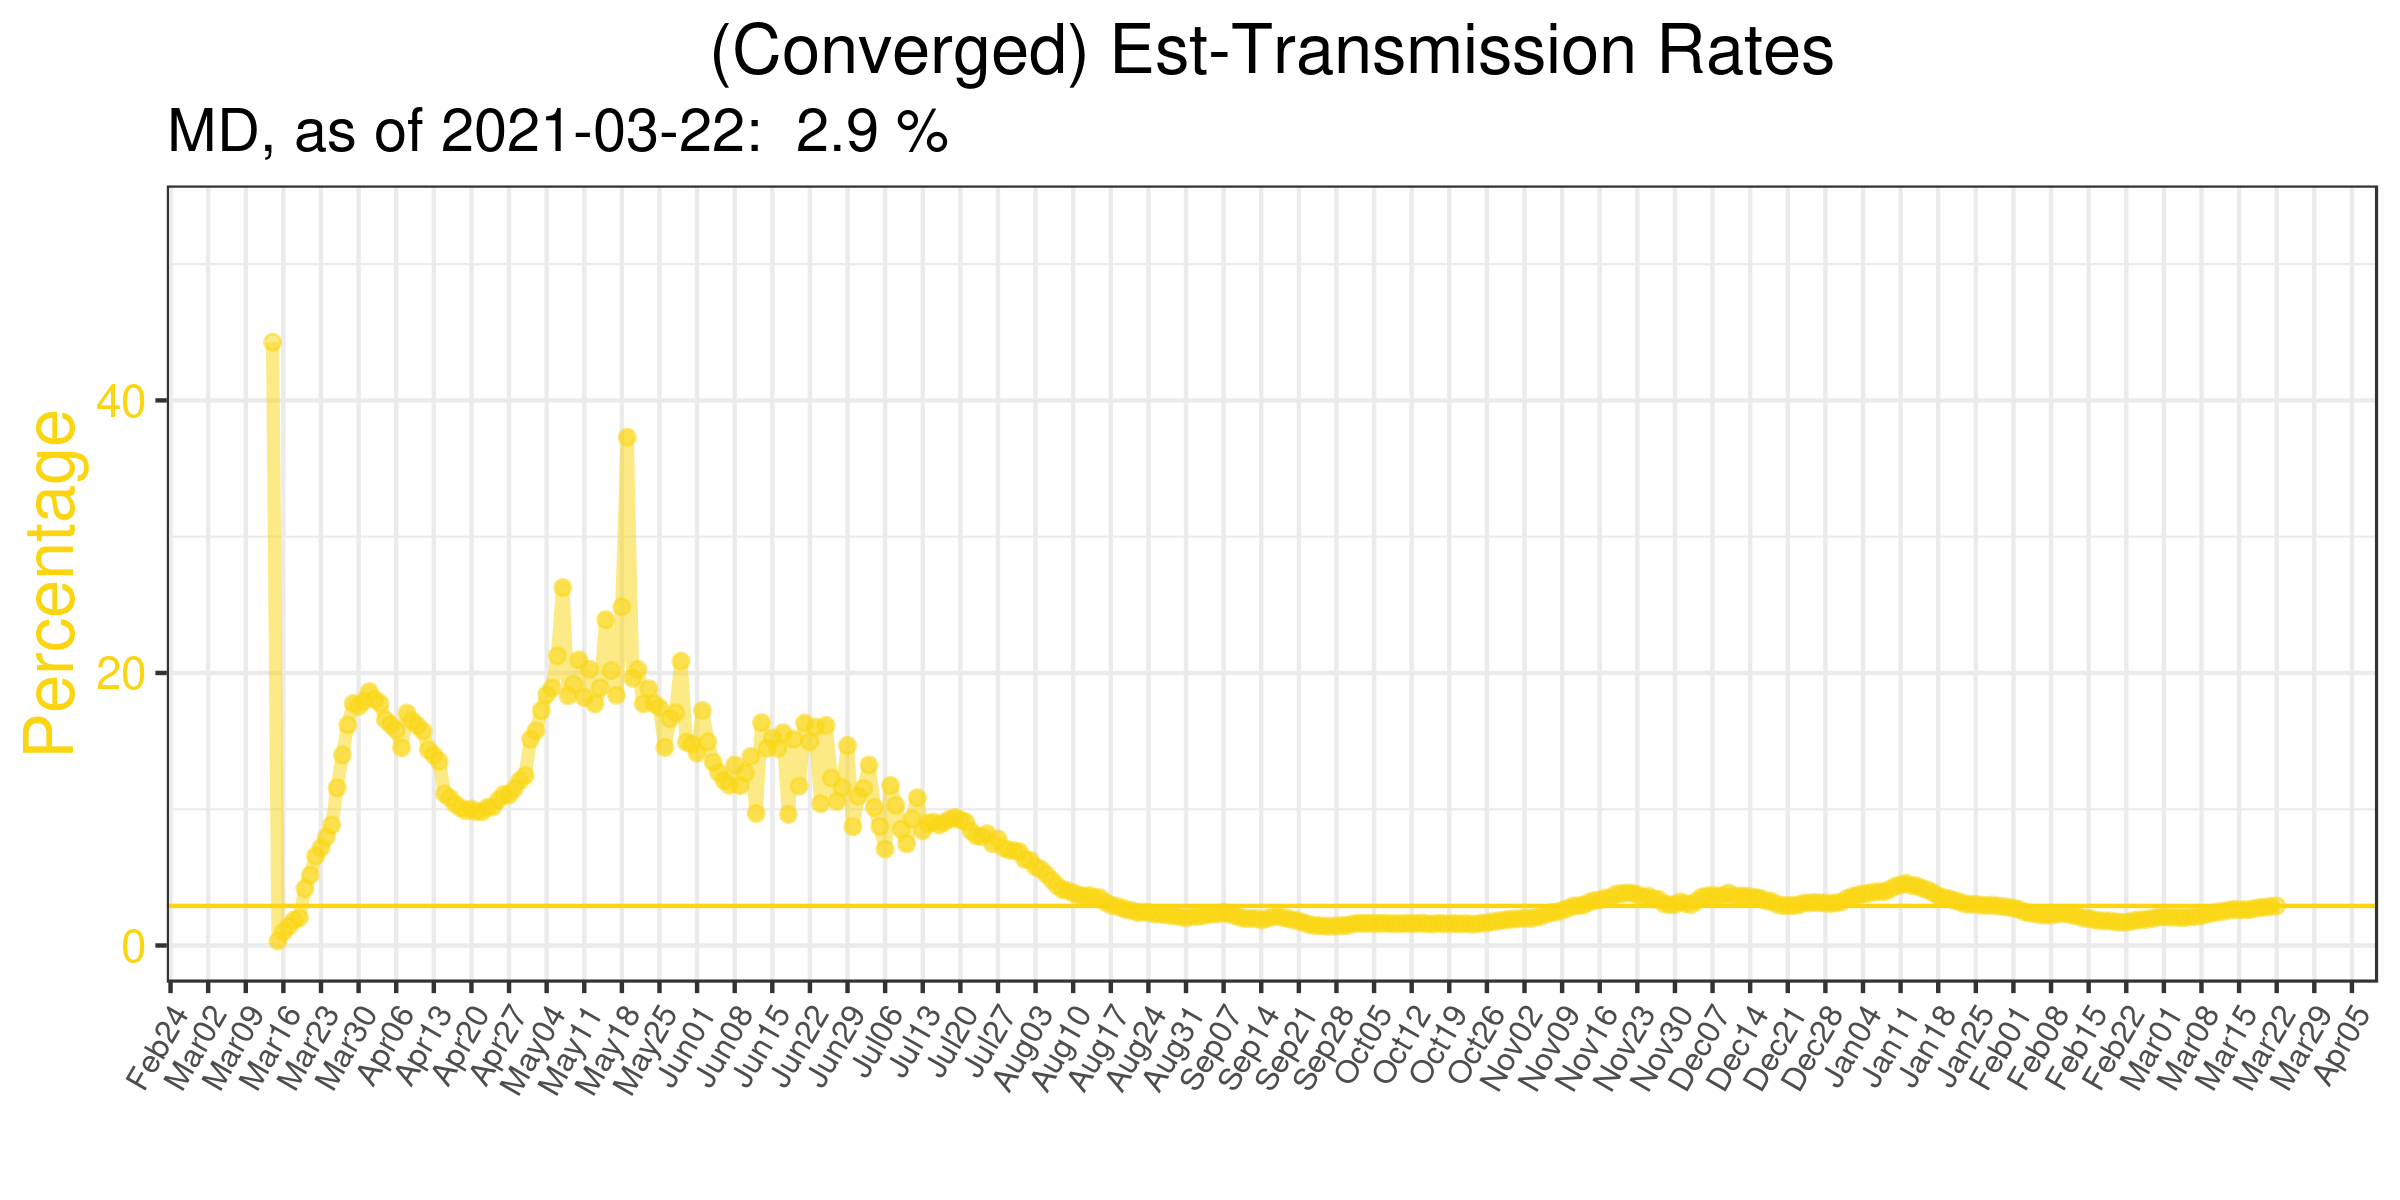 (Converged) Est-Transmission Rates
MD, as of 2021-03-22:  2.9 %
Percentage
40
20
0
Feb24 Mar02 Mar09 Mar16 Mar23 Mar30 Apr06 Apr13 Apr20 Apr27 May04 May11 May18 May25 Jun01 Jun08 Jun15 Jun22 Jun29 Jul06 Jul13 Jul20 Jul27 Aug03 Aug10 Aug17 Aug24 Aug31 Sep07 Sep14 Sep21 Sep28 Oct05 Oct12 Oct19 Oct26 Nov02 Nov09 Nov16 Nov23 Nov30 Dec07 Dec14 Dec21 Dec28 Jan04 Jan11 Jan18 Jan25 Feb01 Feb08 Feb15 Feb22 Mar01 Mar08 Mar15 Mar22 Mar29 Apr05